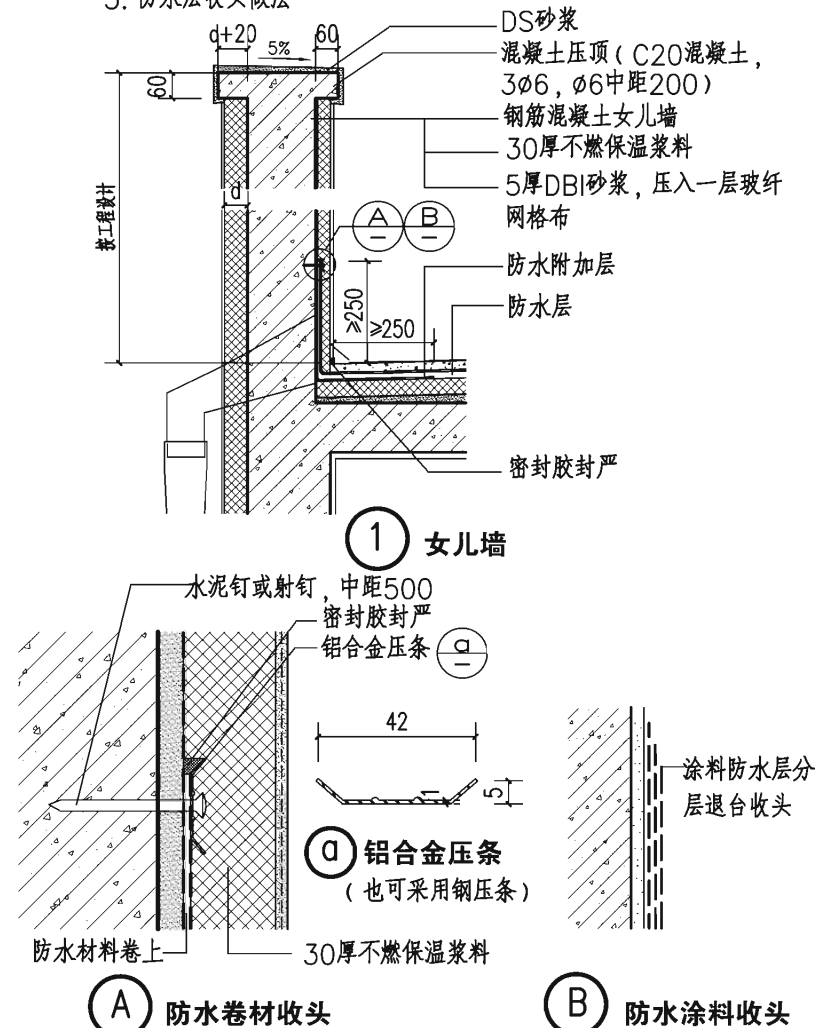 DS砂浆
d+20
60
5%
混凝土压顶（C20混凝土，
3ø6，ø6中距200）
60
钢筋混凝土女儿墙
30厚不燃保温浆料
5厚DBI砂浆，压入一层玻纤
网格布
d
按工程设计
A
—
B
—
防水附加层
≥250
≥250
防水层
密封胶封严
1 女儿墙
水泥钉或射钉，中距500
密封胶封严
铝合金压条
a
—
42
1
5
涂料防水层分
层退台收头
a 铝合金压条
（也可采用钢压条）
防水材料卷上
30厚不燃保温浆料
A 防水卷材收头
B 防水涂料收头